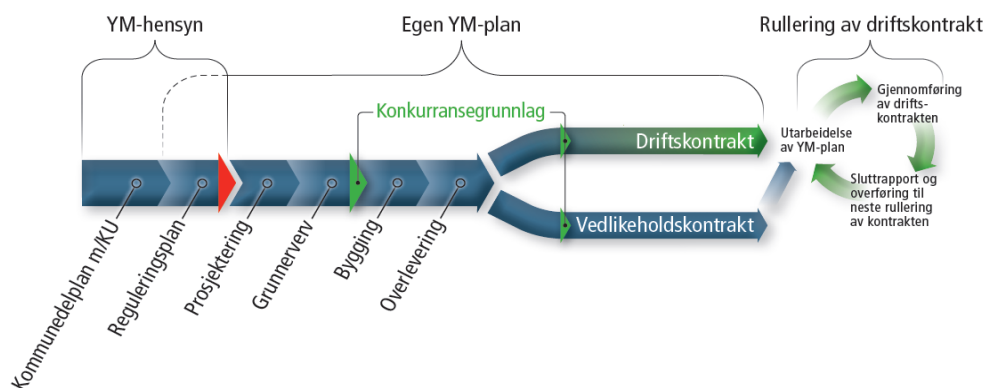 YM-hensyn
Egen YM-plan
Rullering av driftskontrakt
Konkurransegrunnlag
Driftskontrakt
Vedlikeholdskontrakt
Kommunedelplan m/KU
Reguleringsplan
Prosjektering
Grunnerverv
Bygging
Overlevering
Utarbeidelse
av YM-plan
Gjennomføring
av drifts-
kontrakten
Sluttrapport og
overføring til
neste rullering
av kontrakten